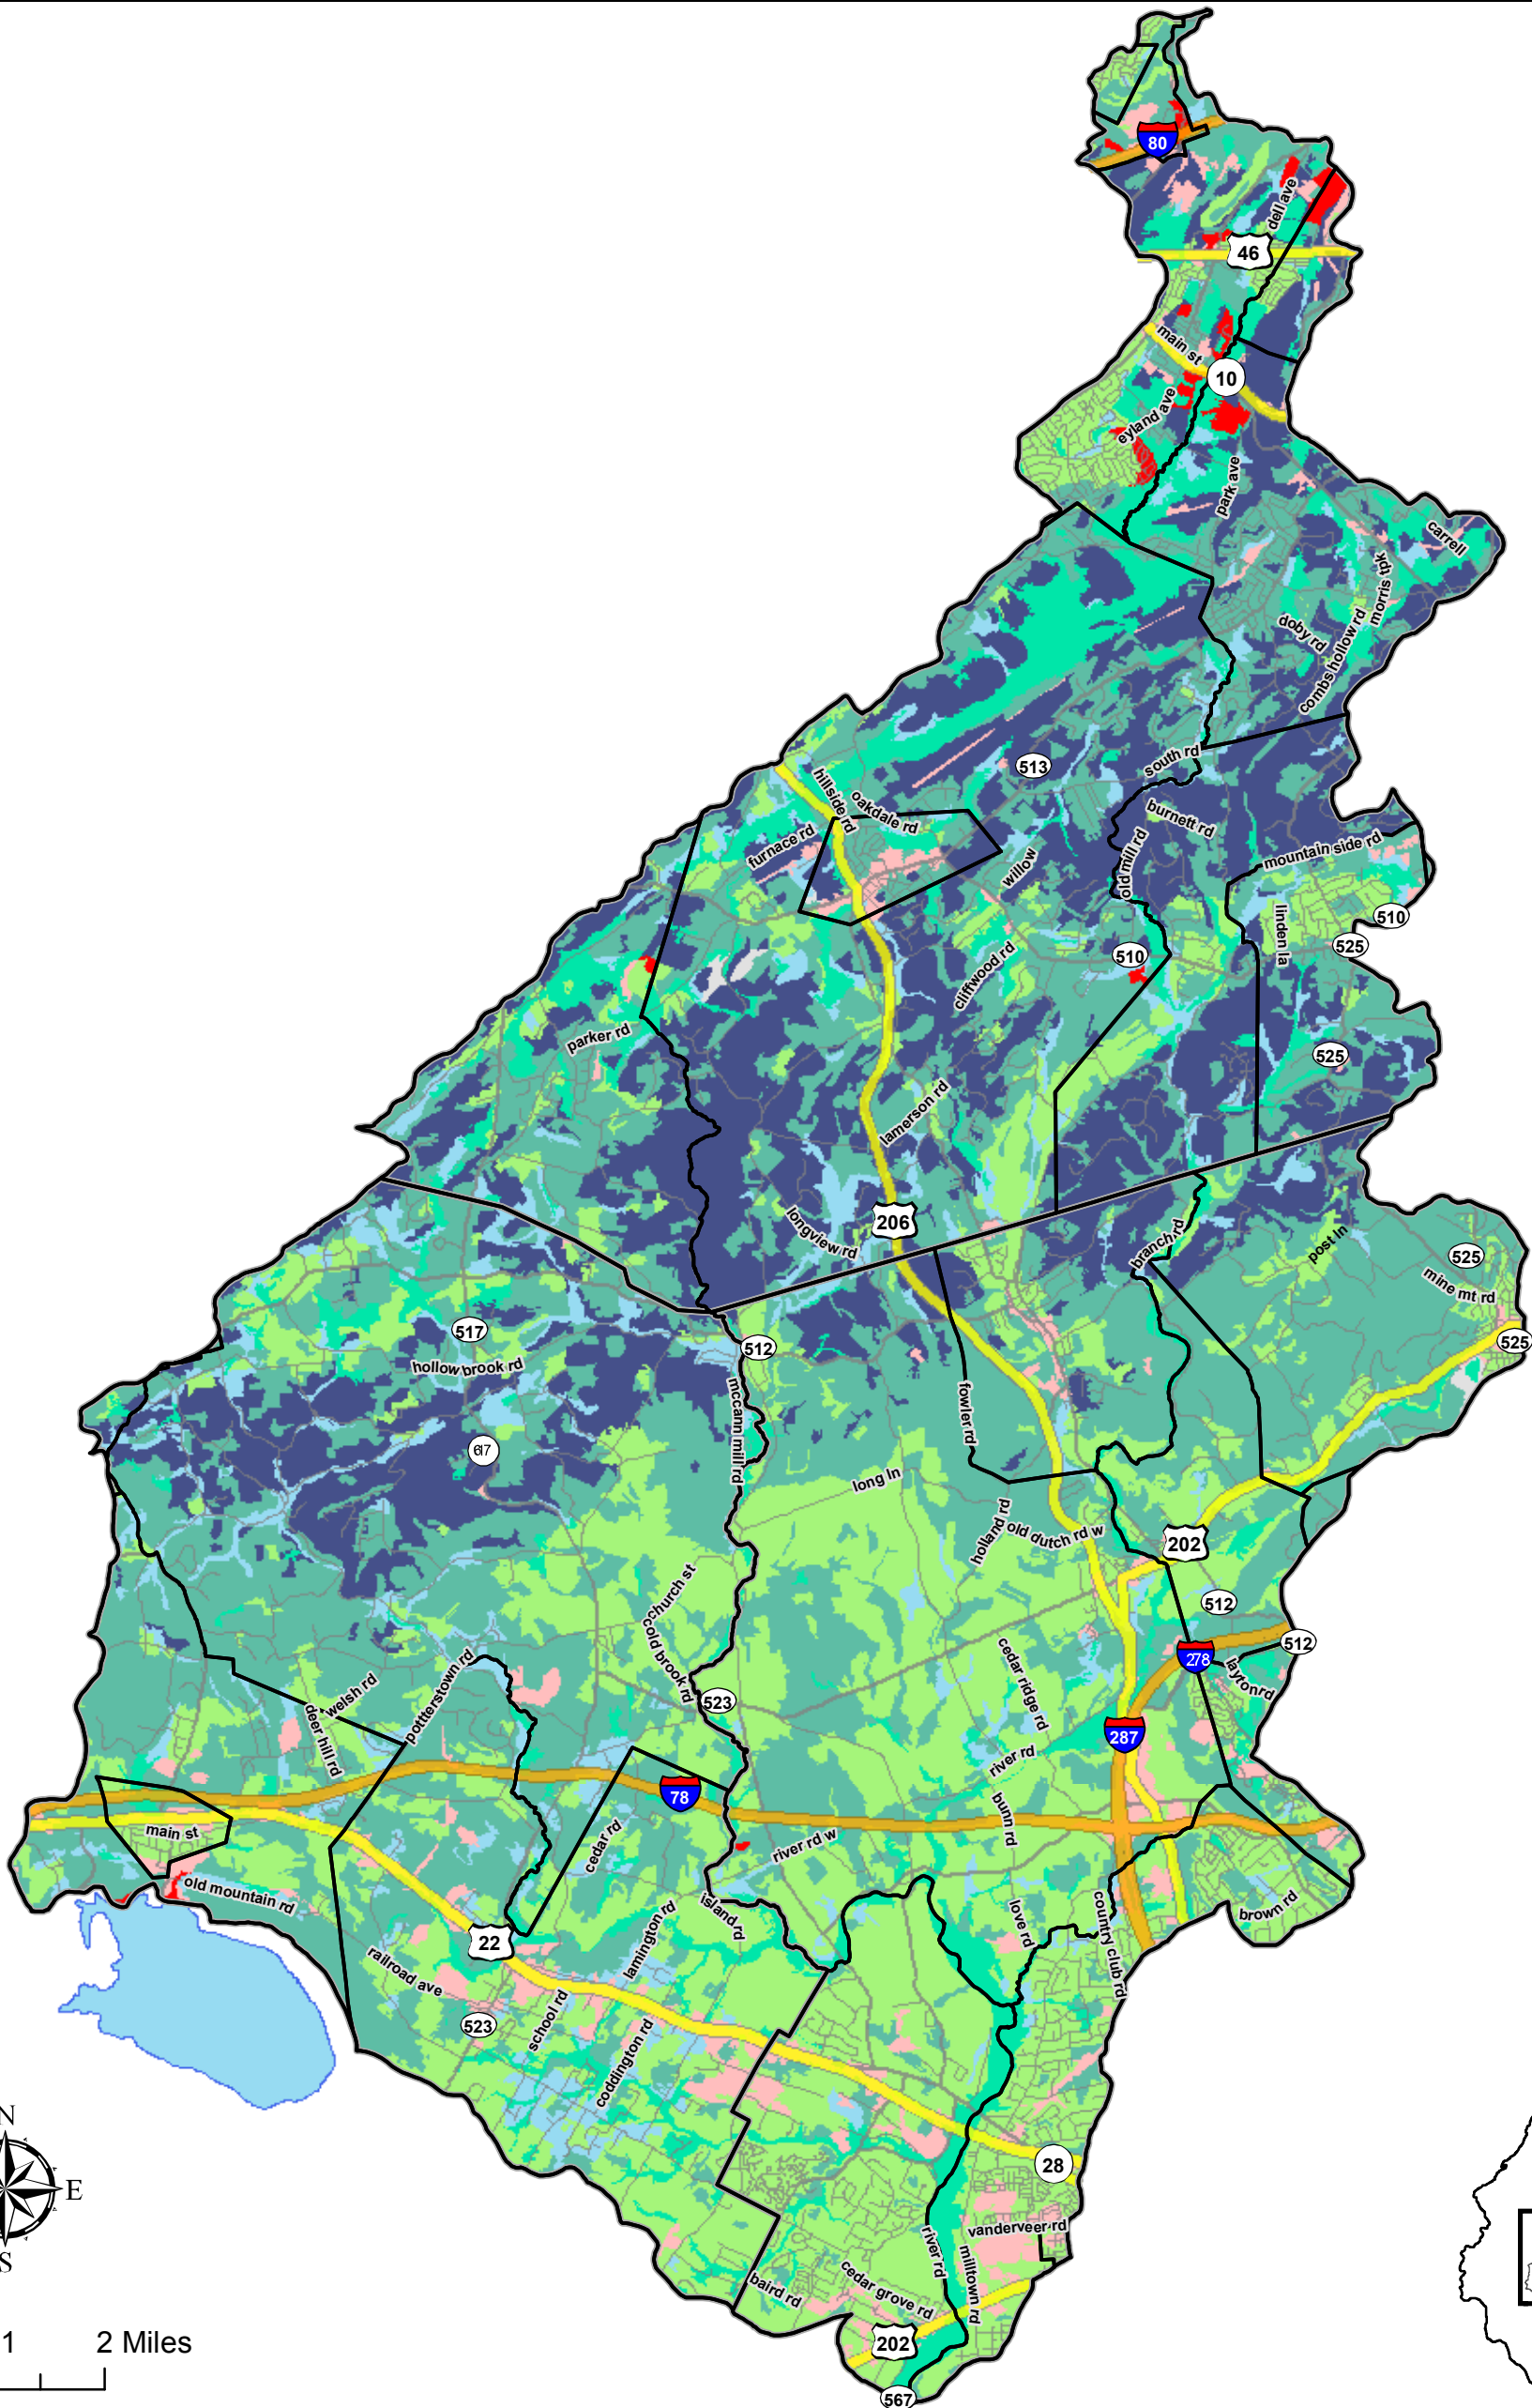 80
dell ave
46
main st
10
eyland ave
park ave
carrell
morris tpk
doby rd
combs hollow rd
513
south rd
hillside rd
oakdale rd
burnett rd
furnace rd
willow
old mill rd
mountain side rd
510
linden la
525
510
cliffwood rd
parker rd
525
lamerson rd
206
longview rd
branch rd
post ln
525
mine mt rd
517
512
525
hollow brook rd
mccann mill rd
fowler rd
617
long ln
holland rd
old dutch rd w
202
church st
512
cold brook rd
512
278
cedar ridge rd
layton rd
welsh rd
pottterstown rd
deer hill rd
523
287
river rd
78
bunn rd
main st
cedar rd
river rd w
old mountain rd
island rd
love rd
country club rd
brown rd
22
lamington rd
railroad ave
school rd
523
coddington rd
N
E
S
28
vanderveer rd
river rd
milltown rd
baird rd
cedar grove rd
1
2 Miles
202
567